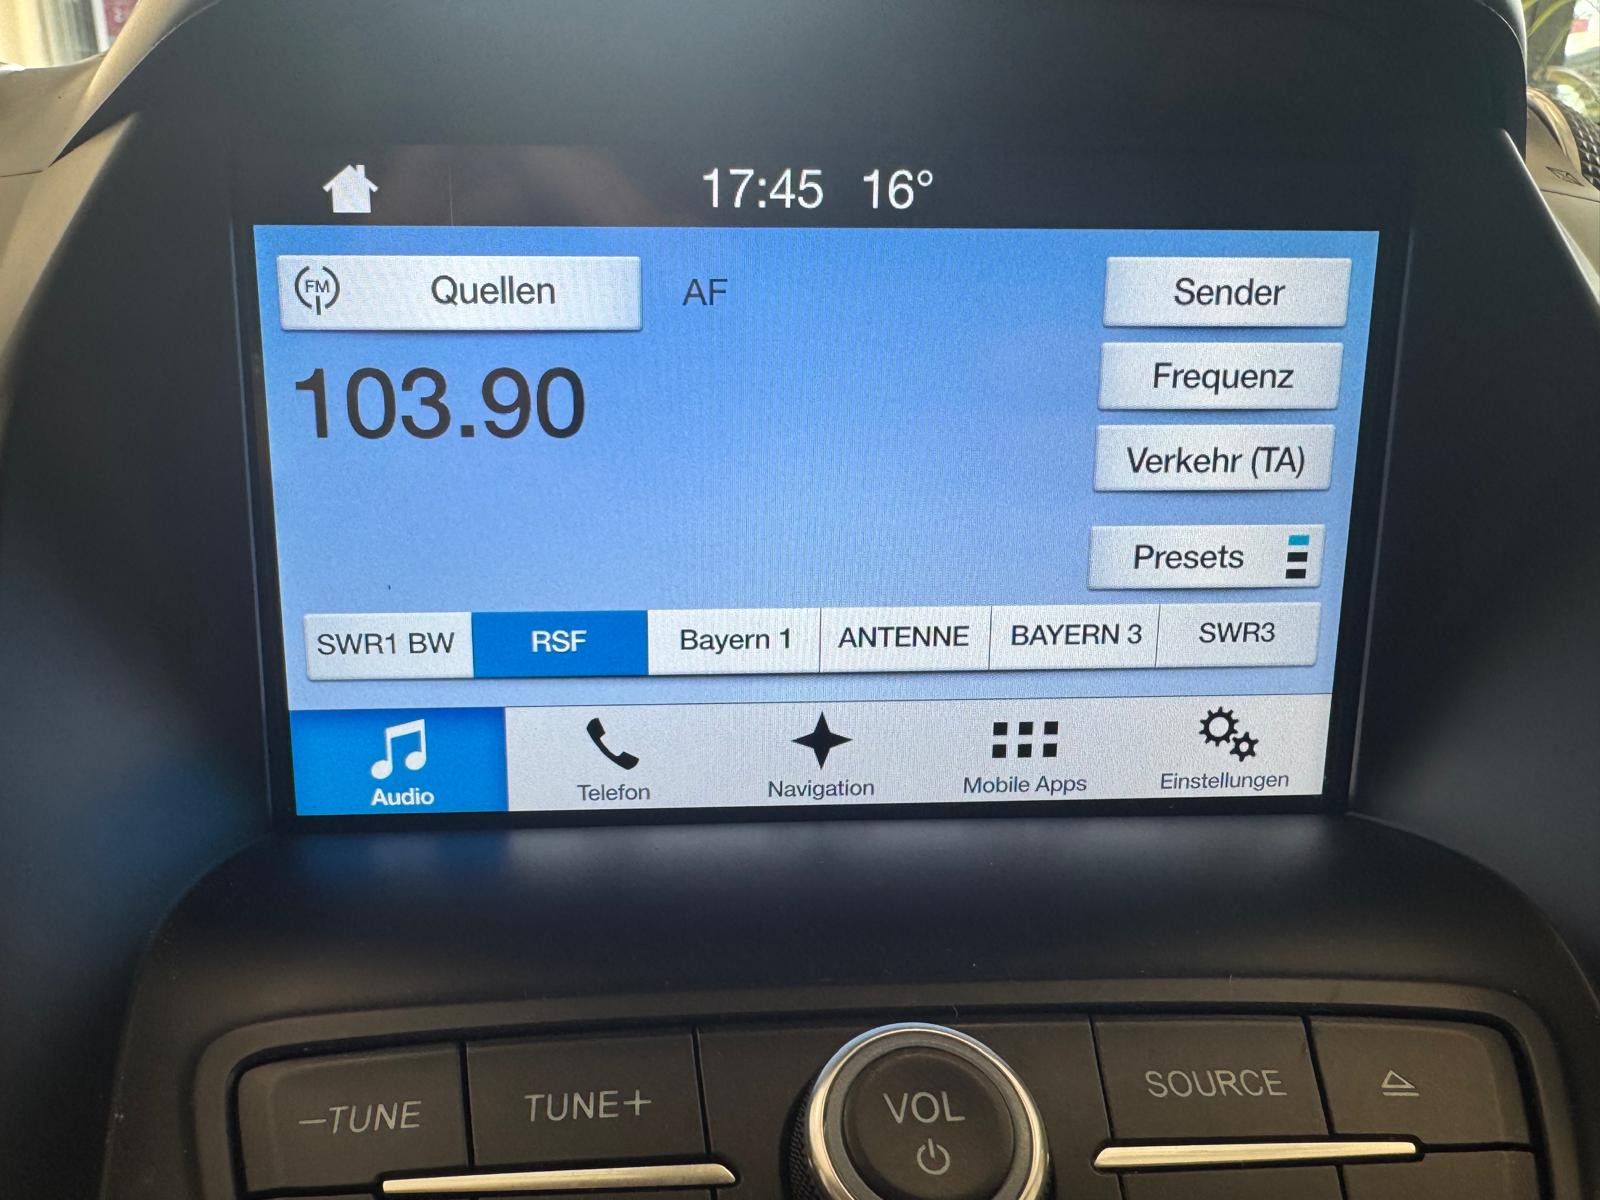 17:45 16°
FM Quellen AF Sender
103.90
Frequenz
Verkehr (TA)
Presets
SWR1 BW RSF Bayern 1 ANTENNE BAYERN 3 SWR3
Audio Telefon Navigation Mobile Apps Einstellungen
–TUNE TUNE+ VOL SOURCE